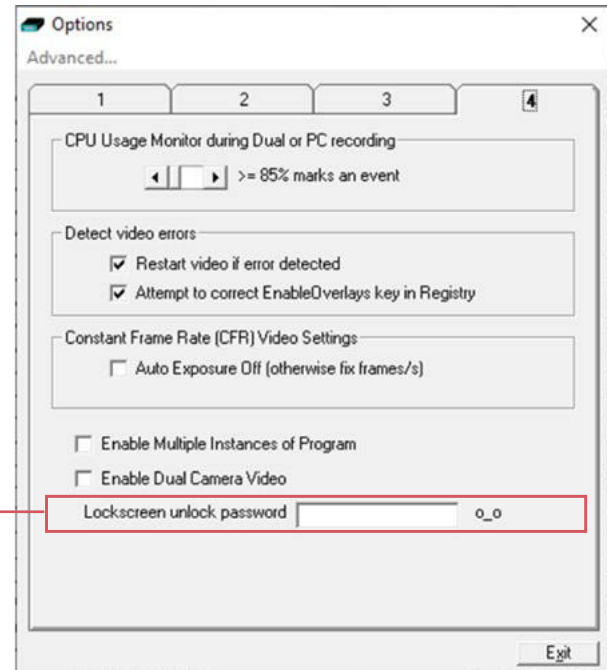 Options
Advanced...
1 2 3 4
CPU Usage Monitor during Dual or PC recording
>= 85% marks an event
Detect video errors
Restart video if error detected
Attempt to correct EnableOverlays key in Registry
Constant Frame Rate (CFR) Video Settings
Auto Exposure Off (otherwise fix frames/s)
Enable Multiple Instances of Program
Enable Dual Camera Video
Lockscreen unlock password o_o
Exit